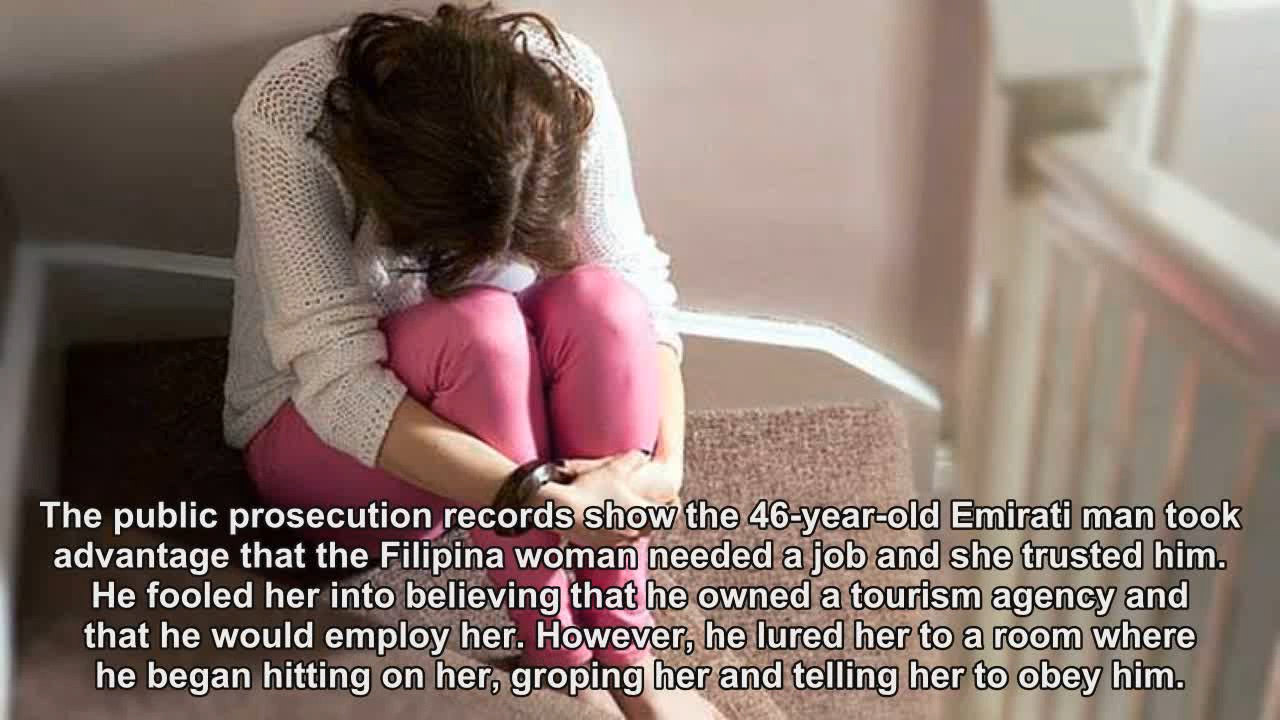 The public prosecution records show the 46-year-old Emirati man took
advantage that the Filipina woman needed a job and she trusted him.
He fooled her into believing that he owned a tourism agency and
that he would employ her. However, he lured her to a room where
he began hitting on her, groping her and telling her to obey him.